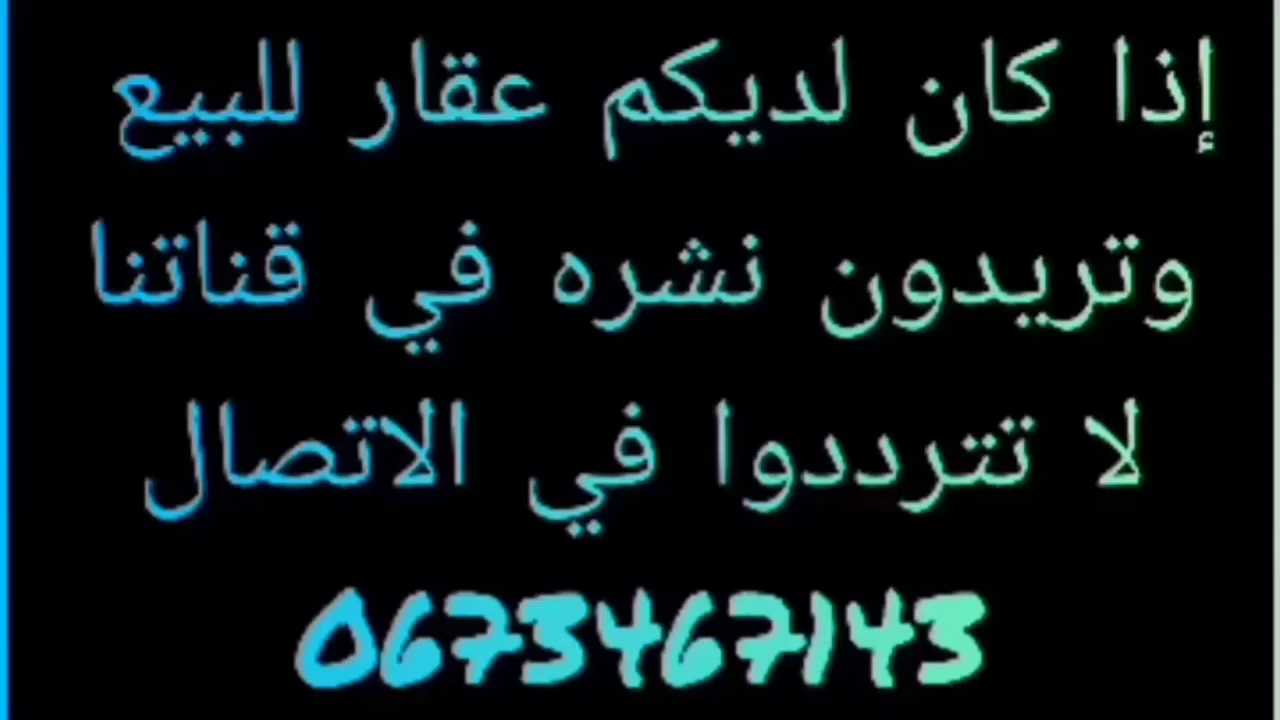 إذا كان لديكم عقار للبيع
وتريدون نشره في قناتنا
لا تترددوا في الاتصال
0673467143